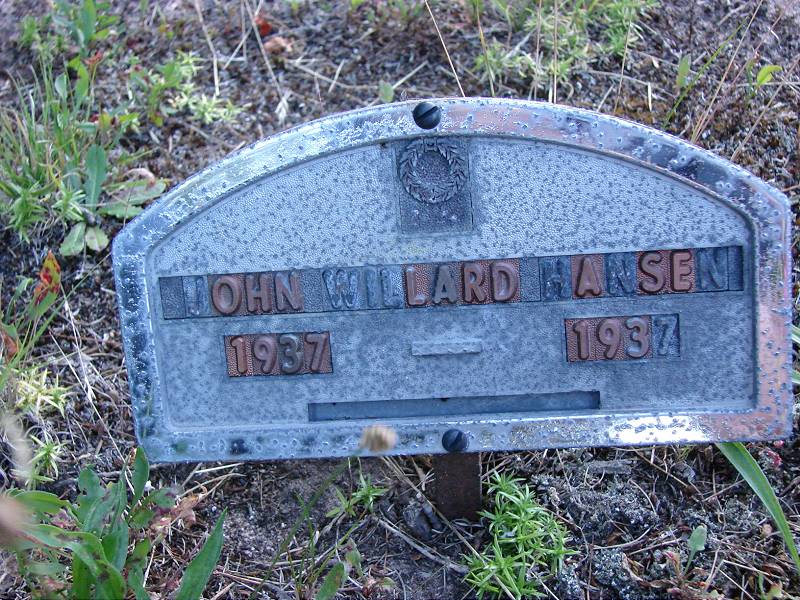 JOHN WILLARD HANSEN
1937 — 1937